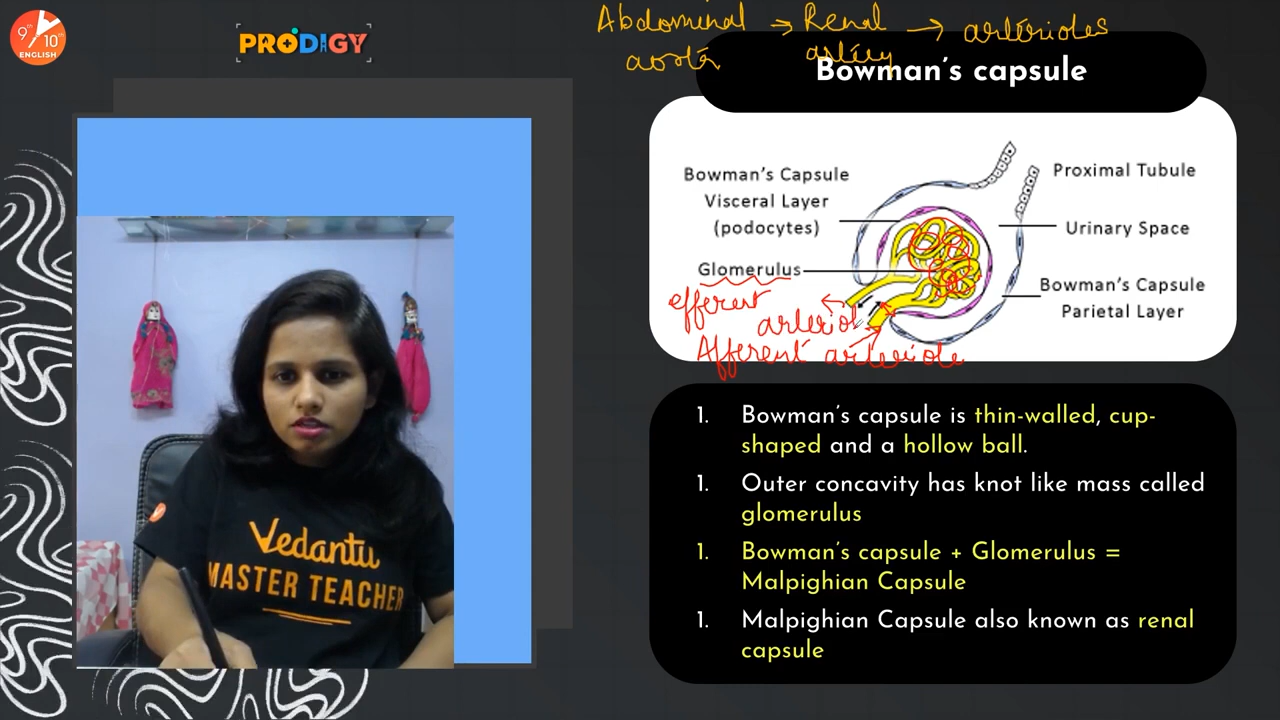 9th
10th
ENGLISH
PRODIGY
Abdominal → Renal → arterioles
aorta artery
Bowman's capsule
Bowman's Capsule
Visceral Layer
(podocytes)
Glomerulus
Proximal Tubule
Urinary Space
Bowman's Capsule
Parietal Layer
efferent
arteriol
Afferent arteriole
1. Bowman's capsule is thin-walled, cup-
shaped and a hollow ball.
1. Outer concavity has knot like mass called
glomerulus
1. Bowman's capsule + Glomerulus =
Malpighian Capsule
1. Malpighian Capsule also known as renal
capsule
Vedantu
MASTER TEACHER